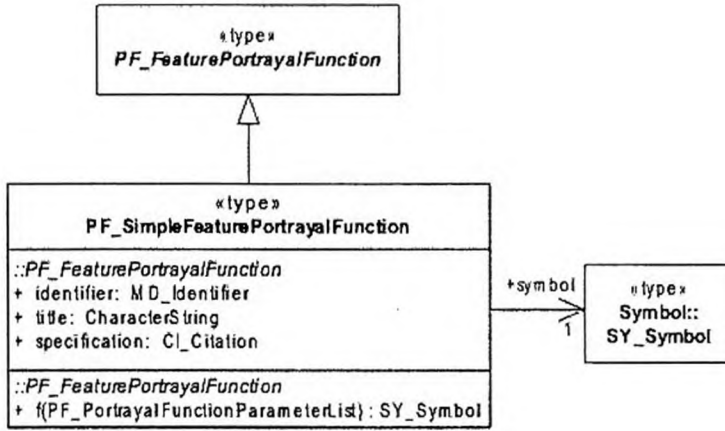 «type»
PF_FeaturePortrayalFunction
«type»
PF_SimpleFeaturePortrayalFunction
::PF_FeaturePortrayalFunction
+ identifier: MD_Identifier
+ title: CharacterString
+ specification: CI_Citation
::PF_FeaturePortrayalFunction
+ f(PF_PortrayalFunctionParameterList) : SY_Symbol
+symbol
1
«type»
Symbol::
SY_Symbol